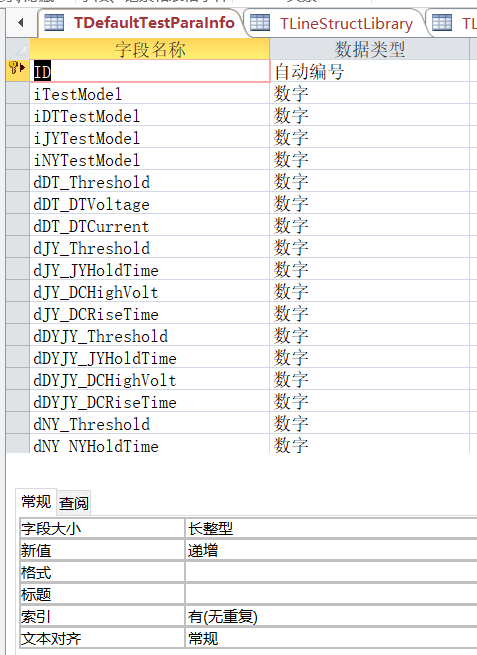 TDefaultTestParaInfo TLineStructLibrary TL
字段名称 数据类型
ID 自动编号
iTestModel 数字
iDTTestModel 数字
iJYTestModel 数字
iNYTestModel 数字
dDT_Threshold 数字
dDT_DTVoltage 数字
dDT_DTCurrent 数字
dJY_Threshold 数字
dJY_JYHoldTime 数字
dJY_DCHighVolt 数字
dJY_DCRiseTime 数字
dDYJY_Threshold 数字
dDYJY_JYHoldTime 数字
dDYJY_DCHighVolt 数字
dDYJY_DCRiseTime 数字
dNY_Threshold 数字
dNY_NYHoldTime 数字
常规 查阅
字段大小 长整型
新值 递增
格式
标题
索引 有(无重复)
文本对齐 常规